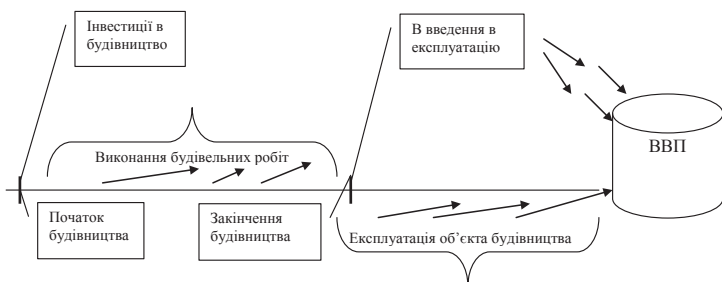 Інвестиції в
будівництво
В введення в
експлуатацію
ВВП
Виконання будівельних робіт
Початок
будівництва
Закінчення
будівництва
Експлуатація об’єкта будівництва